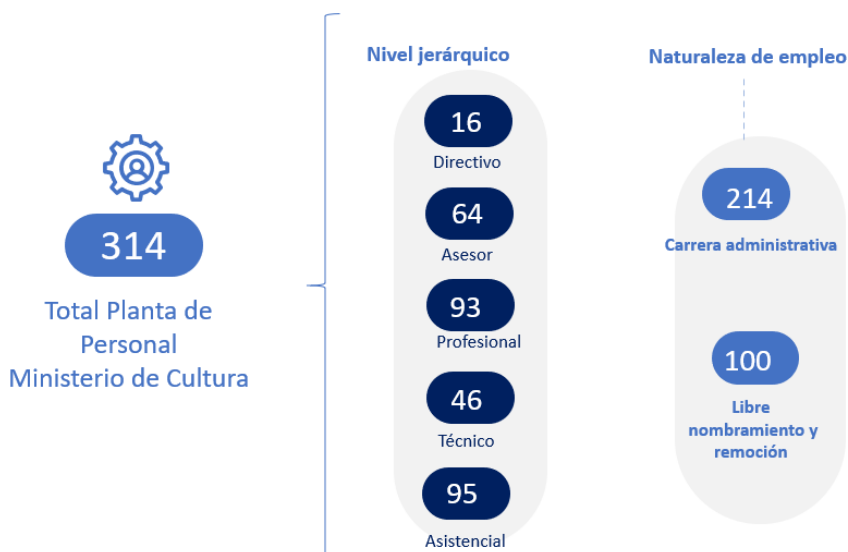 314
Total Planta de
Personal
Ministerio de Cultura
Nivel jerárquico
16
Directivo
64
Asesor
93
Profesional
46
Técnico
95
Asistencial
Naturaleza de empleo
214
Carrera administrativa
100
Libre
nombramiento y
remoción